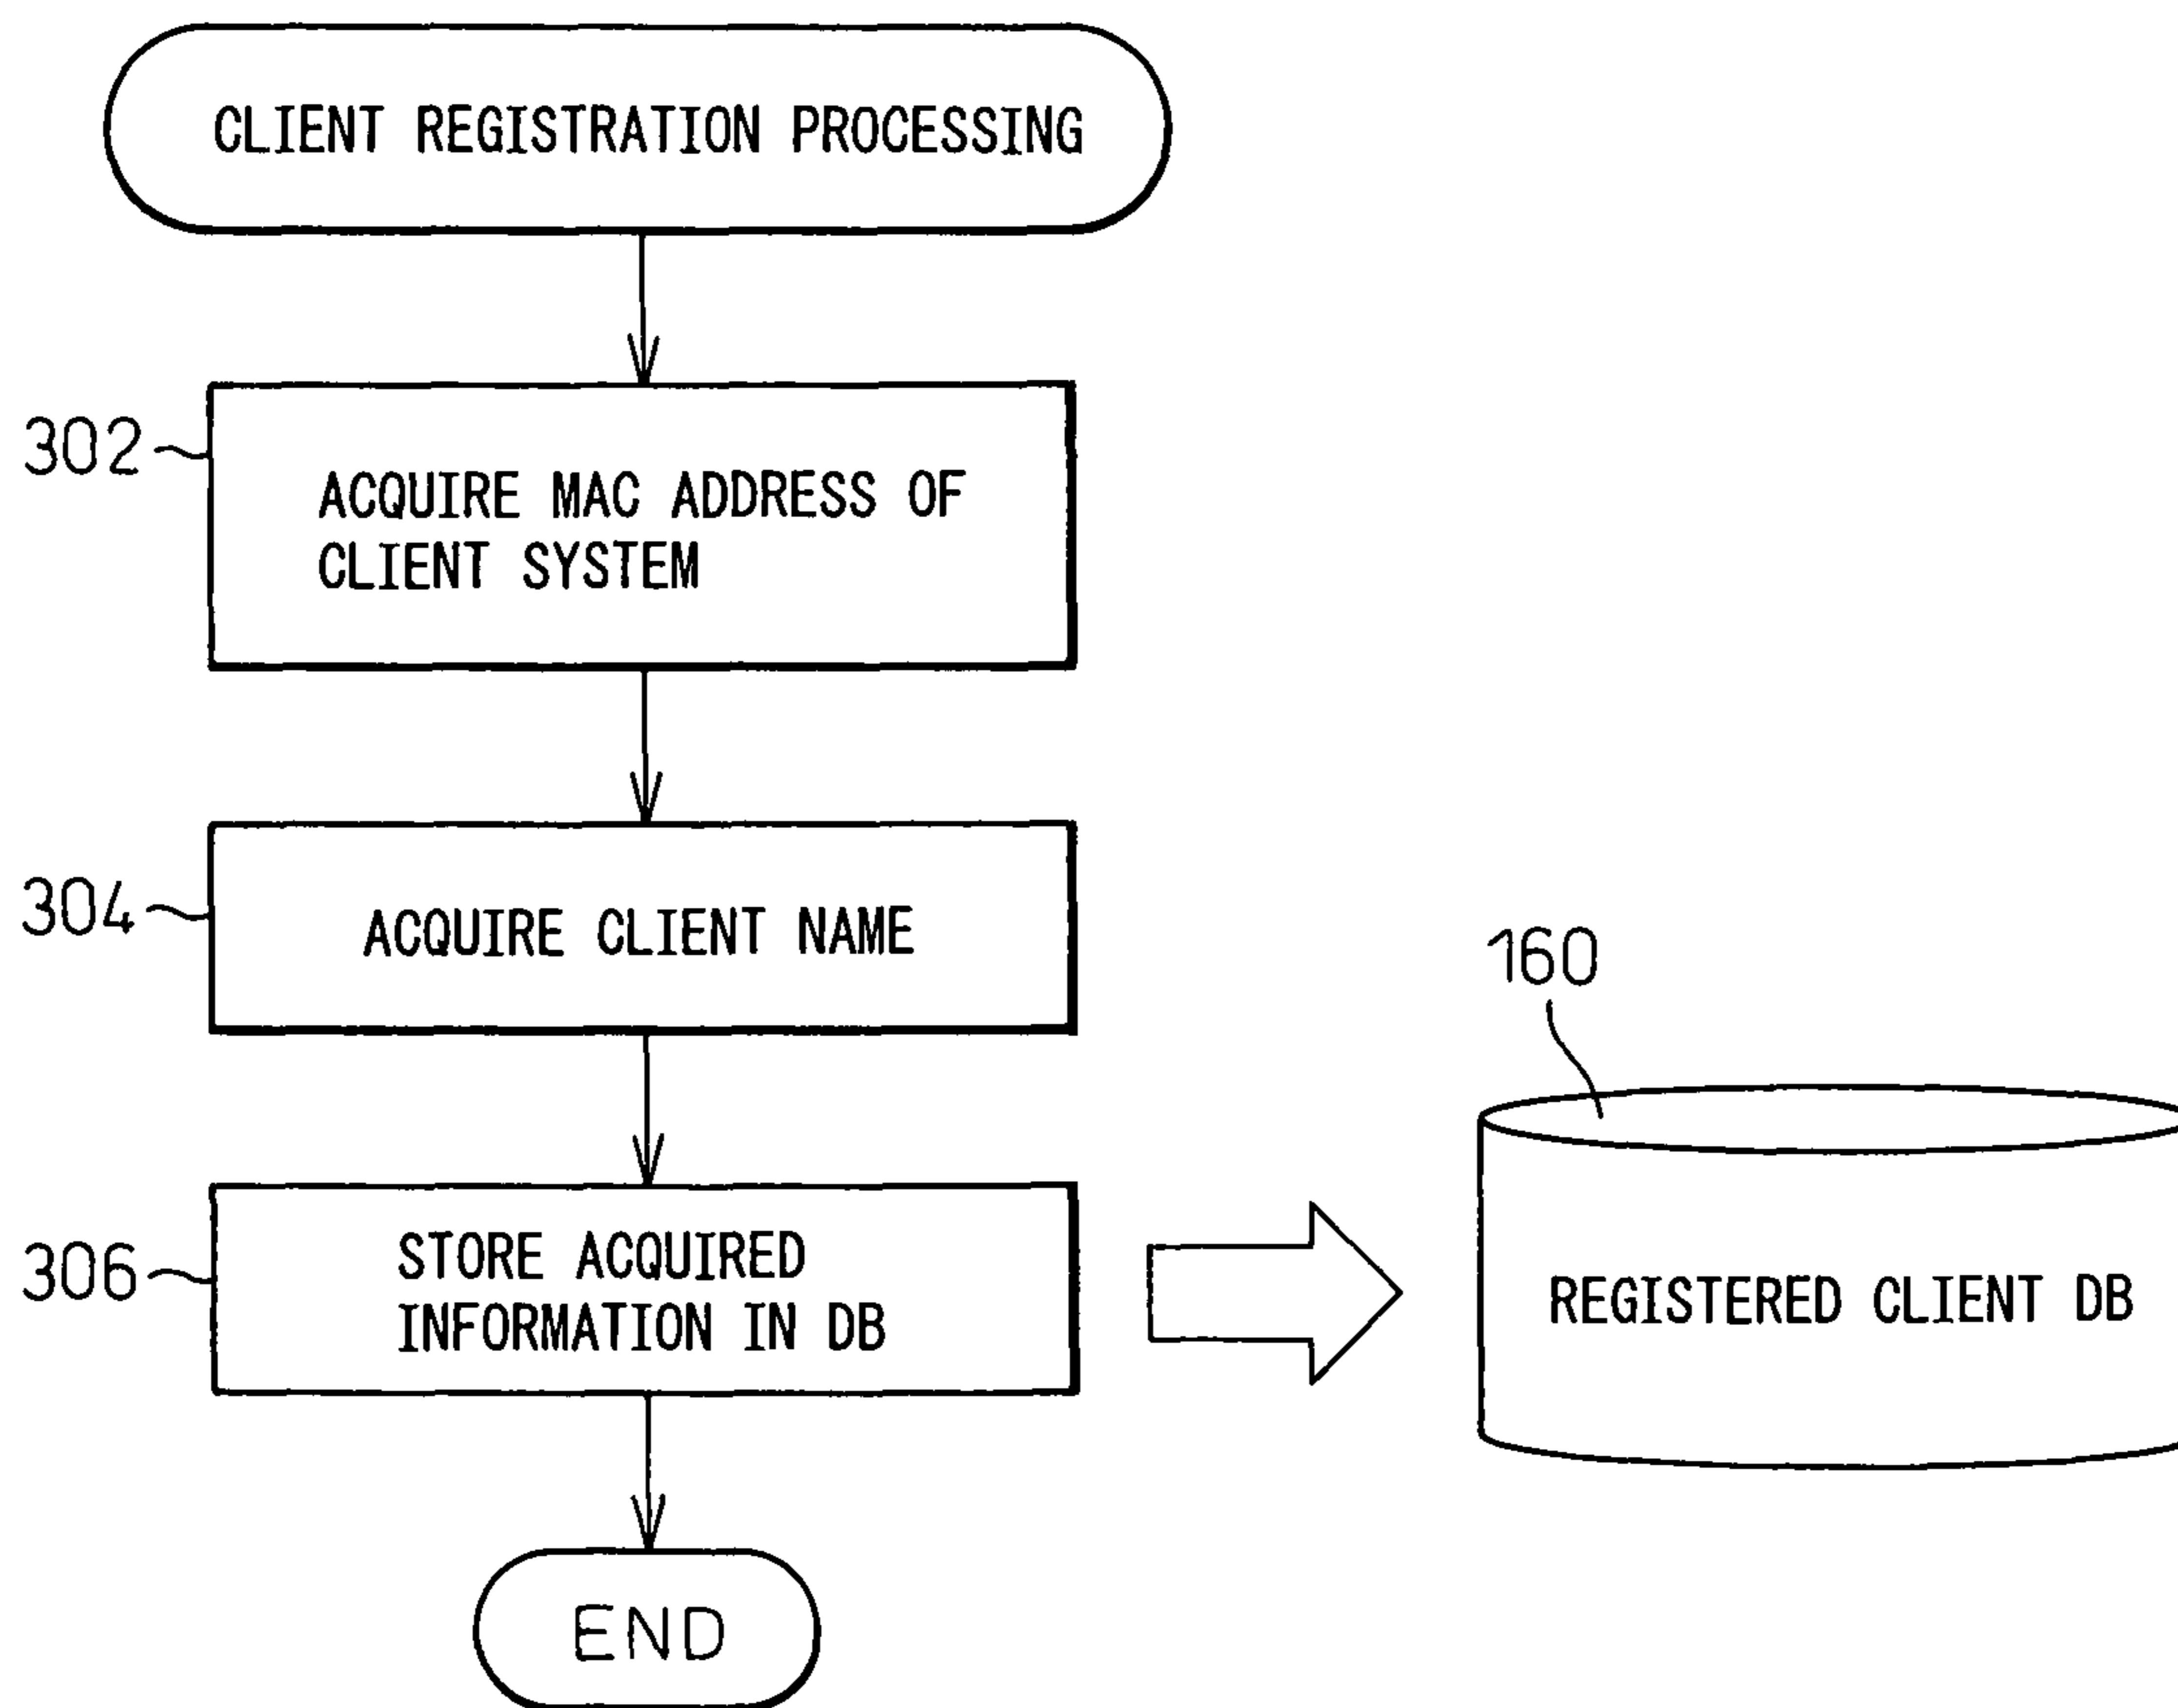 CLIENT REGISTRATION PROCESSING
302
ACQUIRE MAC ADDRESS OF
CLIENT SYSTEM
304
ACQUIRE CLIENT NAME
160
306
STORE ACQUIRED
INFORMATION IN DB
REGISTERED CLIENT DB
END